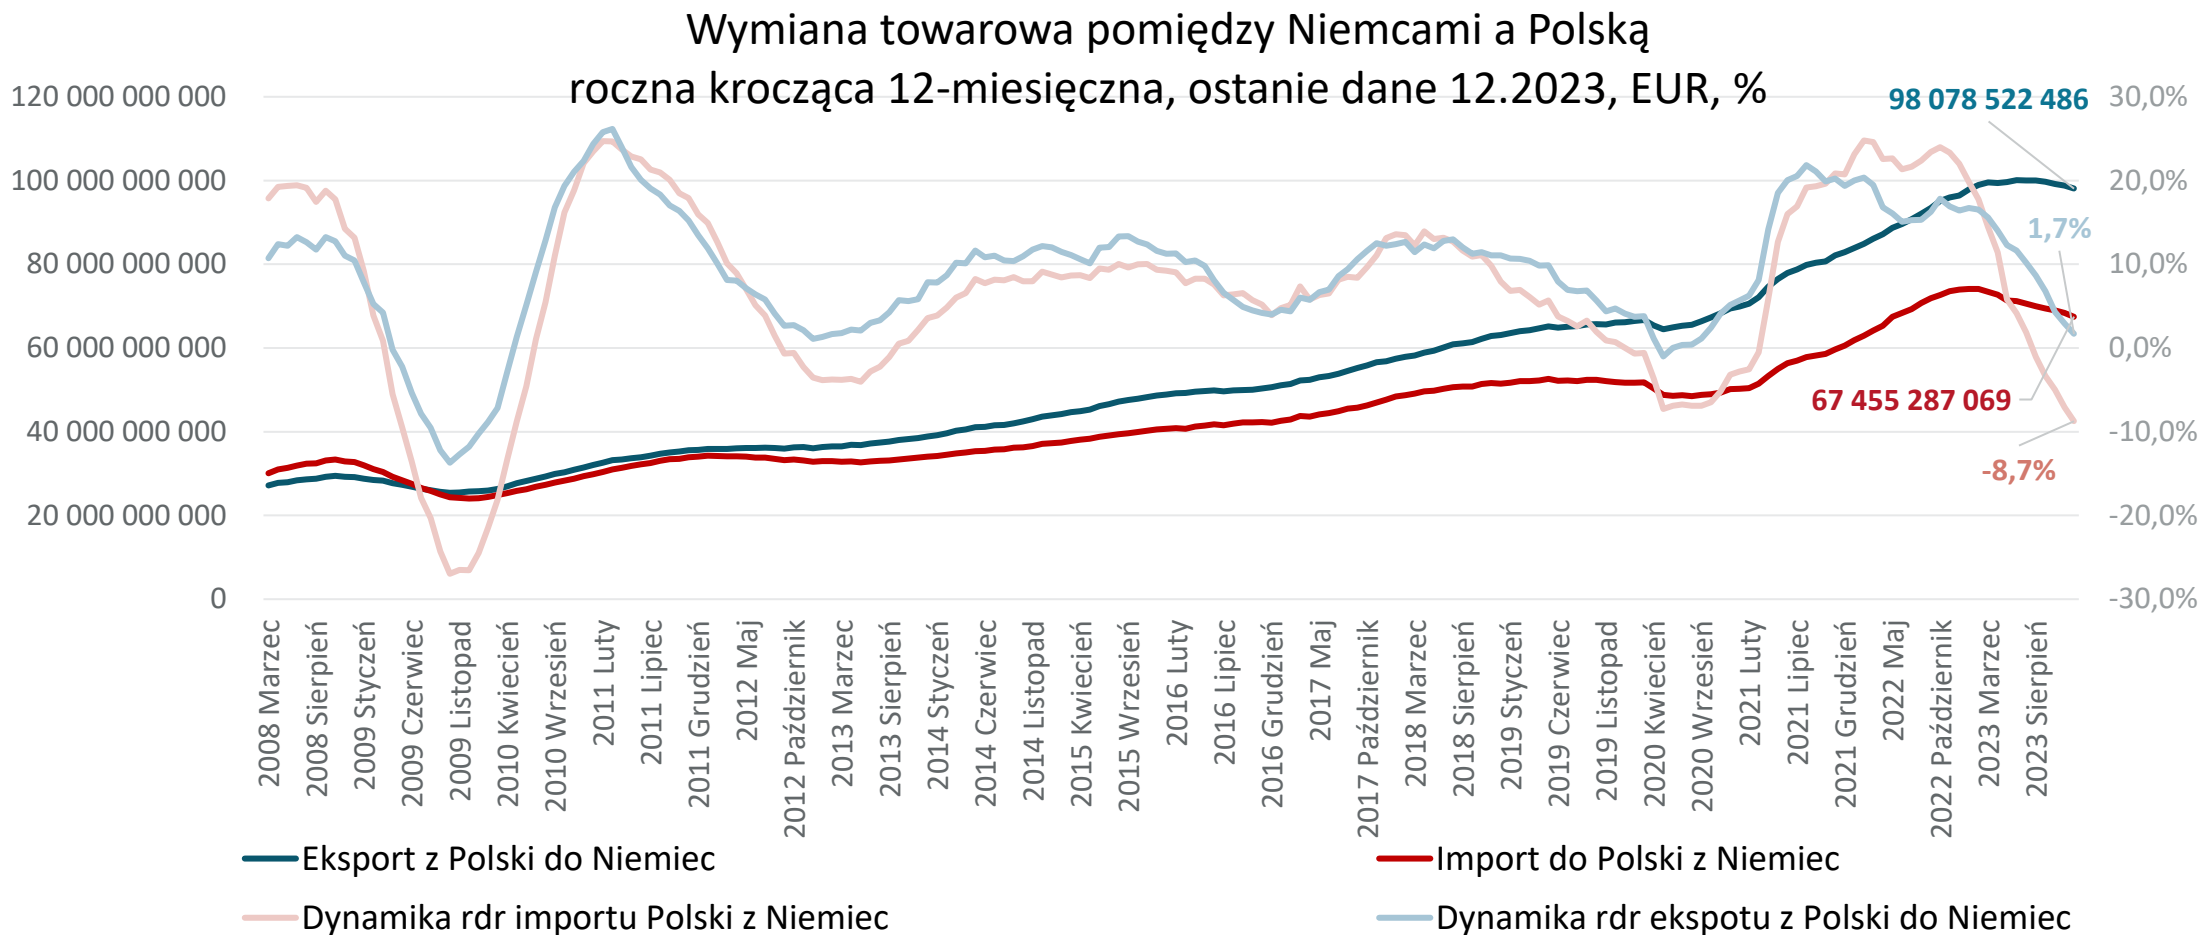 Wymiana towarowa pomiędzy Niemcami a Polską
roczna krocząca 12-miesięczna, ostanie dane 12.2023, EUR, %
120 000 000 000
100 000 000 000
80 000 000 000
60 000 000 000
40 000 000 000
20 000 000 000
0
30,0%
20,0%
10,0%
0,0%
-10,0%
-20,0%
-30,0%
98 078 522 486
1,7%
67 455 287 069
-8,7%
2008 Marzec
2008 Sierpień
2009 Styczeń
2009 Czerwiec
2009 Listopad
2010 Kwiecień
2010 Wrzesień
2011 Luty
2011 Lipiec
2011 Grudzień
2012 Maj
2012 Październik
2013 Marzec
2013 Sierpień
2014 Styczeń
2014 Czerwiec
2014 Listopad
2015 Kwiecień
2015 Wrzesień
2016 Luty
2016 Lipiec
2016 Grudzień
2017 Maj
2017 Październik
2018 Marzec
2018 Sierpień
2019 Styczeń
2019 Czerwiec
2019 Listopad
2020 Kwiecień
2020 Wrzesień
2021 Luty
2021 Lipiec
2021 Grudzień
2022 Maj
2022 Październik
2023 Marzec
2023 Sierpień
Eksport z Polski do Niemiec
Import do Polski z Niemiec
Dynamika rdr importu Polski z Niemiec
Dynamika rdr ekspotu z Polski do Niemiec